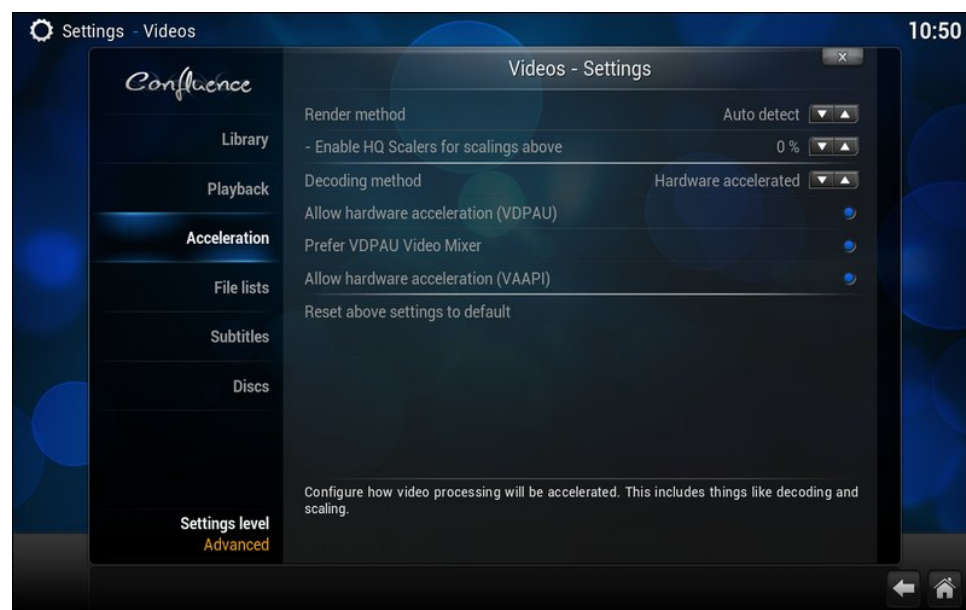 Settings - Videos
10:50
Confluence
Videos - Settings
Library
Playback
Acceleration
File lists
Subtitles
Discs
Settings level
Advanced
Render method Auto detect
- Enable HQ Scalers for scalings above 0 %
Decoding method Hardware accelerated
Allow hardware acceleration (VDPAU)
Prefer VDPAU Video Mixer
Allow hardware acceleration (VAAPI)
Reset above settings to default
Configure how video processing will be accelerated. This includes things like decoding and
scaling.